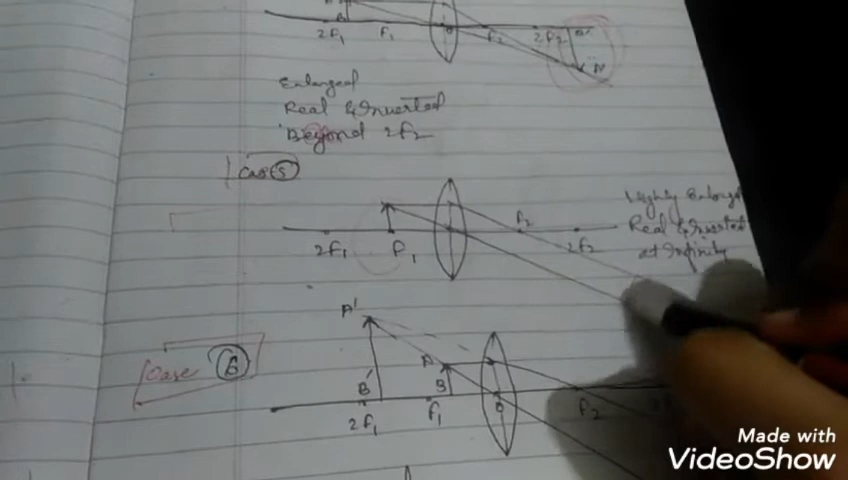 2F₁ F₁ F₂ 2F₂
Enlarged
Real & Inverted
Beyond 2F₂
Case 5
2F₁ F₁ F₂ 2F₂
Highly Enlarged
Real & Inverted
at Infinity
Case 6
A' A
B' B O
2F₁ F₁ F₂
Made with
VideoShow